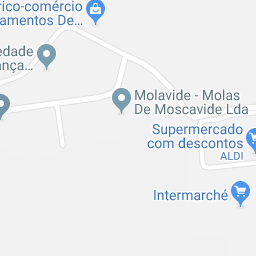 rico-comércio
amentos De...
edade
ança...
Molavide - Molas
De Moscavide Lda
Supermercado
com descontos
ALDI
Intermarché